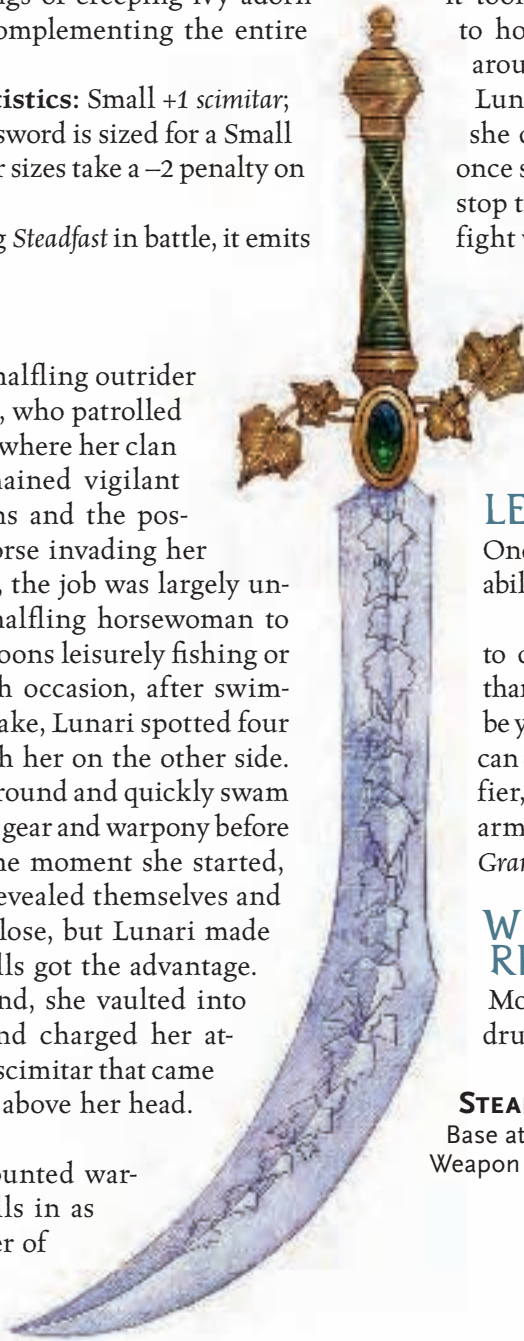 gs of creeping ivy adorn
omplementing the entire
istics: Small +1 scimitar;
sword is sized for a Small
r sizes take a –2 penalty on
g Steadfast in battle, it emits
halfling outrider
, who patrolled
where her clan
ained vigilant
ns and the pos-
orse invading her
, the job was largely un-
halfling horsewoman to
oons leisurely fishing or
h occasion, after swim-
ake, Lunari spotted four
h her on the other side.
round and quickly swam
gear and warpony before
he moment she started,
evealed themselves and
lose, but Lunari made
lls got the advantage.
nd, she vaulted into
nd charged her at-
scimitar that came
above her head.
ounted war-
lls in as
er of
to ho
arou
Lun
she c
once s
stop t
fight
LE
One
abil
to o
than
be y
can
fier,
arm
Gran
W
RE
Mo
dru
STEA
Base at
Weapon